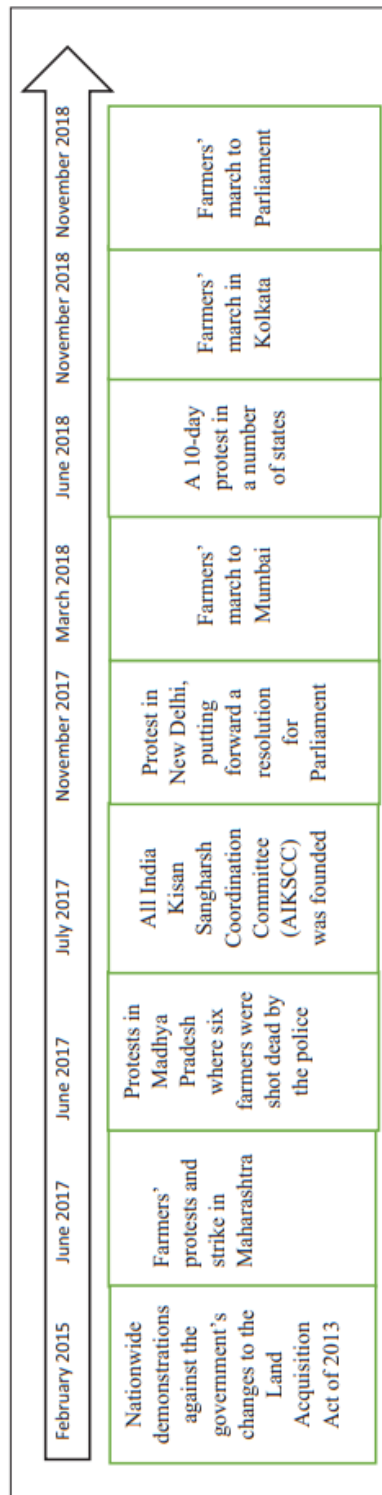 February 2015
June 2017
June 2017
July 2017
November 2017
March 2018
June 2018
November 2018
November 2018
Nationwide
demonstrations
against the
government's
changes to the
Land
Acquisition
Act of 2013
Farmers'
protests and
strike in
Maharashtra
Protests in
Madhya
Pradesh
where six
farmers were
shot dead by
the police
All India
Kisan
Sangharsh
Coordination
Committee
(AIKSCC)
was founded
Protest in
New Delhi,
putting
forward a
resolution
for
Parliament
Farmers'
march to
Mumbai
A 10-day
protest in
a number
of states
Farmers'
march in
Kolkata
Farmers'
march to
Parliament